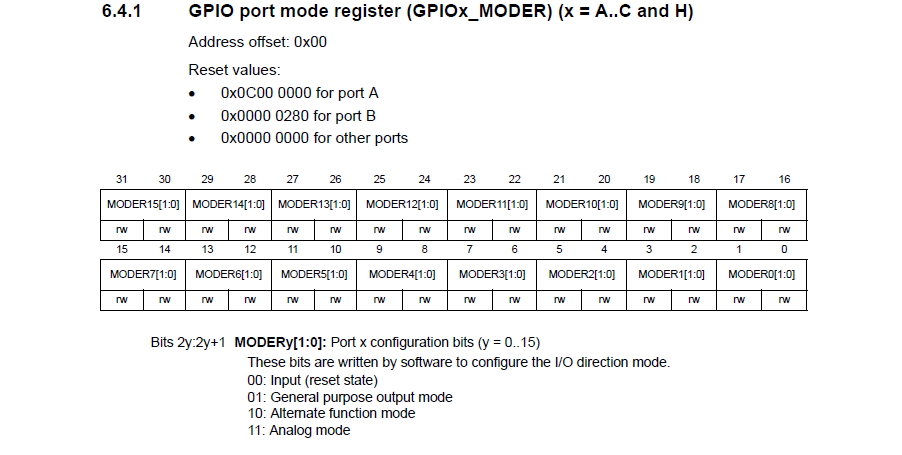 6.4.1 GPIO port mode register (GPIOx_MODER) (x = A..C and H)
Address offset: 0x00
Reset values:
• 0x0C00 0000 for port A
• 0x0000 0280 for port B
• 0x0000 0000 for other ports
31 30 29 28 27 26 25 24 23 22 21 20 19 18 17 16
MODER15[1:0] MODER14[1:0] MODER13[1:0] MODER12[1:0] MODER11[1:0] MODER10[1:0] MODER9[1:0] MODER8[1:0]
rw rw rw rw rw rw rw rw rw rw rw rw rw rw rw rw
15 14 13 12 11 10 9 8 7 6 5 4 3 2 1 0
MODER7[1:0] MODER6[1:0] MODER5[1:0] MODER4[1:0] MODER3[1:0] MODER2[1:0] MODER1[1:0] MODER0[1:0]
rw rw rw rw rw rw rw rw rw rw rw rw rw rw rw rw
Bits 2y:2y+1 MODERy[1:0]: Port x configuration bits (y = 0..15)
These bits are written by software to configure the I/O direction mode.
00: Input (reset state)
01: General purpose output mode
10: Alternate function mode
11: Analog mode